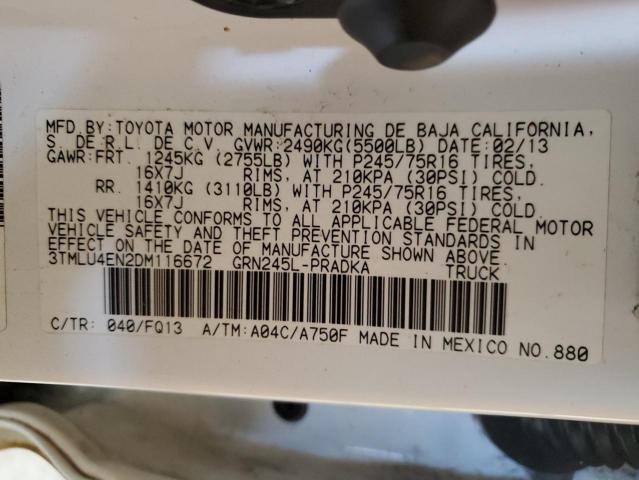 MFD.BY:TOYOTA MOTOR MANUFACTURING DE BAJA CALIFORNIA,
S. DE R.L. DE C.V. GVWR:2490KG(5500LB) DATE:02/13
GAWR:FRT. 1245KG (2755LB) WITH P245/75R16 TIRES,
16X7J RIMS, AT 210KPA (30PSI) COLD.
RR. 1410KG (3110LB) WITH P245/75R16 TIRES,
16X7J RIMS, AT 210KPA (30PSI) COLD.
THIS VEHICLE CONFORMS TO ALL APPLICABLE FEDERAL MOTOR
VEHICLE SAFETY AND THEFT PREVENTION STANDARDS IN
EFFECT ON THE DATE OF MANUFACTURE SHOWN ABOVE.
3TMLU4EN2DM116672 GRN245L-PRADKA TRUCK
C/TR: 040/FQ13 A/TM:A04C/A750F MADE IN MEXICO NO.880